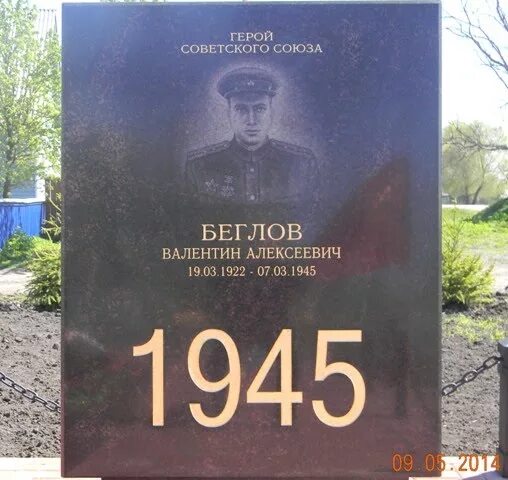 ГЕРОЙ
СОВЕТСКОГО СОЮЗА
БЕГЛОВ
ВАЛЕНТИН АЛЕКСЕЕВИЧ
19.03.1922 - 07.03.1945
1945
09.05.2014